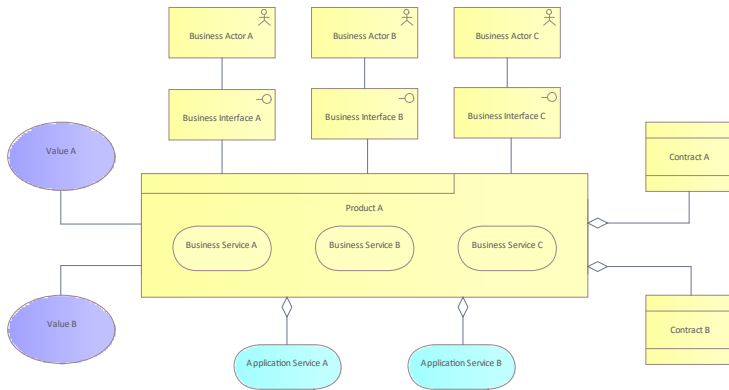 Business Actor A
Business Actor B
Business Actor C
Business Interface A
Business Interface B
Business Interface C
Value A
Contract A
Product A
Business Service A
Business Service B
Business Service C
Value B
Contract B
Application Service A
Application Service B